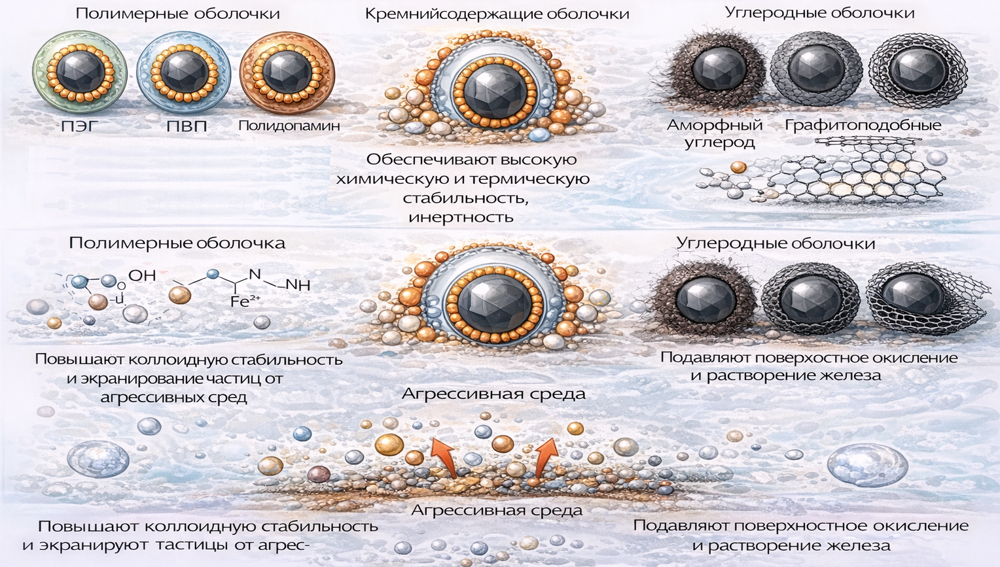 Полимерные оболочки
Кремнийсодержащие оболочки
Углеродные оболочки
ПЭГ
ПВП
Полидопамин
Аморфный
углерод
Графитоподобные
Обеспечивают высокую
химическую и термическую
стабильность,
инертность
Полимерные оболочка
Углеродные оболочки
OH
O
u
N
NH
Fe²⁺
Повышают коллоидную стабильность
и экранирование частиц от
агрессивных сред
Подавляют поверхостное окисление
и растворение железа
Агрессивная среда
Агрессивная среда
Повышают коллоидную стабильность
и экранируют тастицы от агрес-
Подавляют поверхностное окисление
и растворение железа